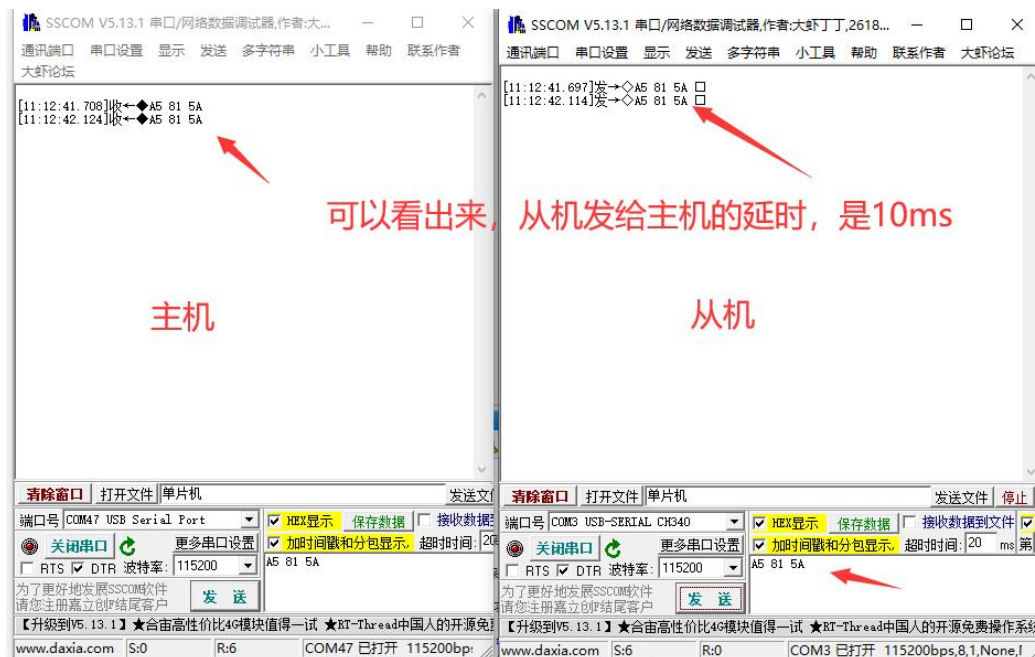 SSCOM V5.13.1 串口/网络数据调试器,作者:大...
通讯端口 串口设置 显示 发送 多字符串 小工具 帮助 联系作者
大虾论坛
[11:12:41.708]收←◆A5 81 5A
[11:12:42.124]收←◆A5 81 5A
SSCOM V5.13.1 串口/网络数据调试器,作者:大虾丁丁,2618...
通讯端口 串口设置 显示 发送 多字符串 小工具 帮助 联系作者 大虾论坛
[11:12:41.697]发→◇A5 81 5A □
[11:12:42.114]发→◇A5 81 5A □
可以看出来，从机发给主机的延时，是10ms
主机
从机
清除窗口 打开文件 单片机 发送文
端口号 COM47 USB Serial Port HEX显示 保存数据 接收数据
关闭串口 更多串口设置 加时间戳和分包显示, 超时时间: 20
RTS DTR 波特率: 115200 A5 81 5A
为了更好地发展SSCOM软件
请您注册嘉立创F结尾客户 发 送
【升级到V5.13.1】★合宙高性价比4G模块值得一试 ★RT-Thread中国人的开源免
www.daxia.com S:0 R:6 COM47 已打开 115200bp
清除窗口 打开文件 单片机 发送文件 停止
端口号 COM3 USB-SERIAL CH340 HEX显示 保存数据 接收数据到文件
关闭串口 更多串口设置 加时间戳和分包显示, 超时时间: 20 ms 第
RTS DTR 波特率: 115200 A5 81 5A
为了更好地发展SSCOM软件
请您注册嘉立创F结尾客户 发 送
【升级到V5.13.1】★合宙高性价比4G模块值得一试 ★RT-Thread中国人的开源免费操作系
www.daxia.com S:6 R:0 COM3 已打开 115200bps,8,1,None,